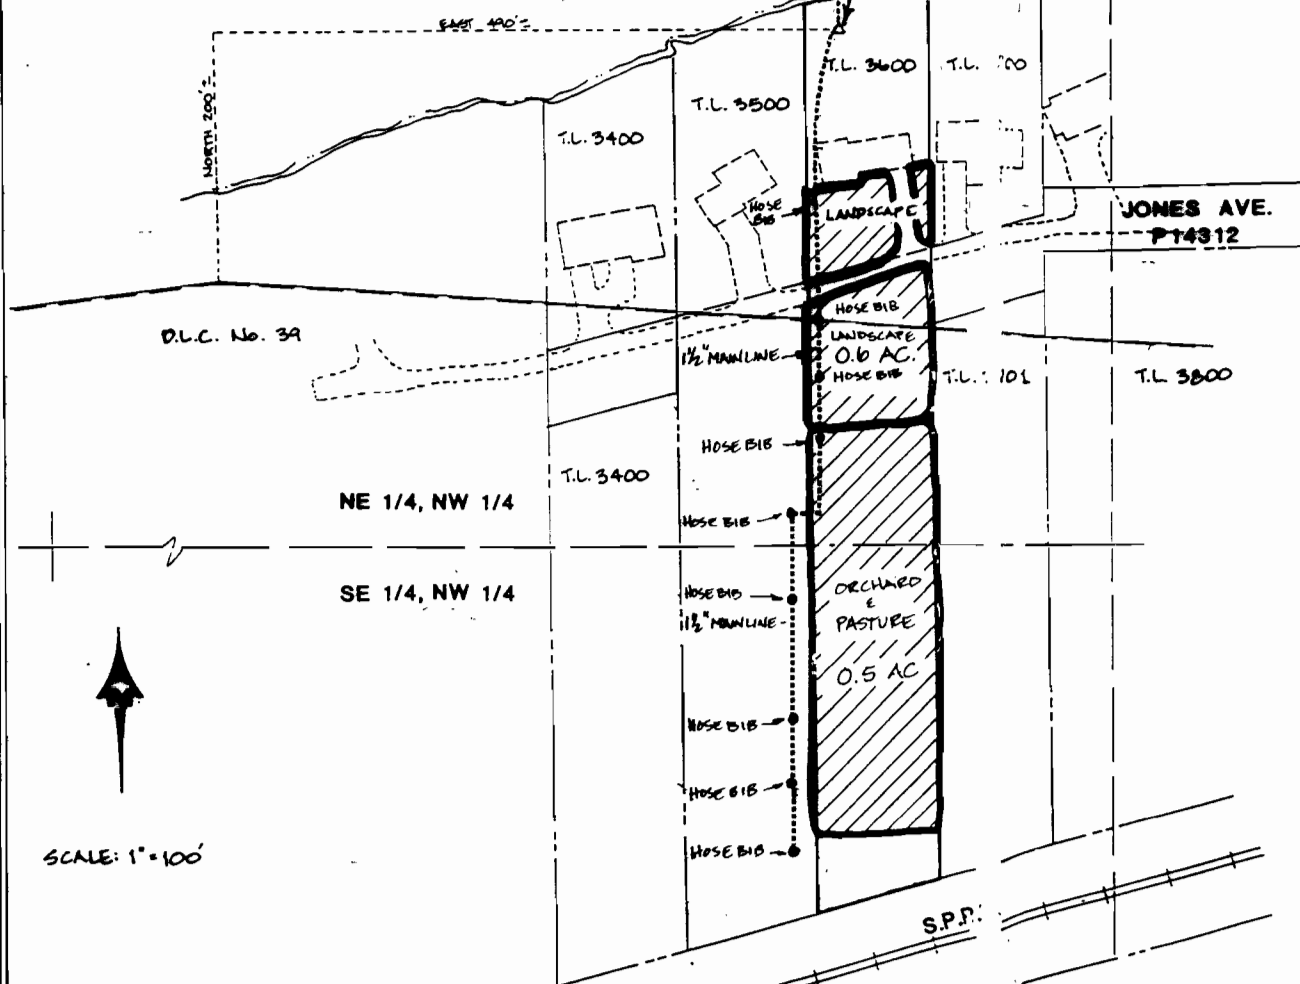 EAST 490'±
NORTH 200'±
T.L. 3600
T.L. 00
T.L. 3500
T.L. 3400
HOSE
BIB
LANDSCAPE
JONES AVE.
P14312
HOSE BIB
D.L.C. No. 39
LANDSCAPE
1½" MAINLINE
0.6 AC.
HOSE BIB
T.L. 101
T.L. 3800
HOSE BIB
T.L. 3400
NE 1/4, NW 1/4
HOSE BIB
SE 1/4, NW 1/4
HOSE BIB
ORCHARD
&
PASTURE
1½" MAINLINE
0.5 AC
HOSE BIB
HOSE BIB
HOSE BIB
SCALE: 1" = 100'
S.P.R.